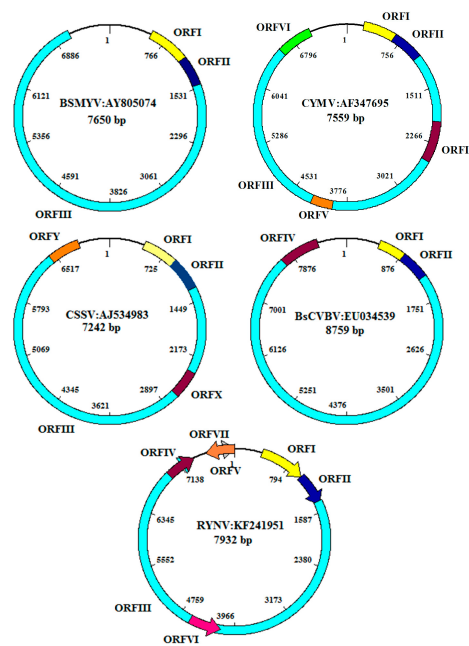 1
ORFI
766
ORFII
1531
2296
3061
3826
4591
5356
6121
6886
ORFIII
BSMYV:AY805074
7650 bp
1
ORFI
756
ORFII
1511
2266
ORFI
3021
3776
ORFV
4531
ORFIII
5286
6041
6796
ORFVI
CYMV:AF347695
7559 bp
1
ORFI
725
ORFII
1449
2173
ORFX
2897
3621
4345
ORFIII
5069
5793
6517
ORFY
CSSV:AJ534983
7242 bp
1
ORFI
876
ORFII
1751
2626
3501
4376
5251
6126
7001
7876
ORFIV
BsCVBV:EU034539
8759 bp
1
ORFI
794
ORFII
1587
2380
3173
3966
ORFVI
4759
ORFIII
5552
6345
7138
ORFIV
ORFVII
ORFV
RYNV:KF241951
7932 bp